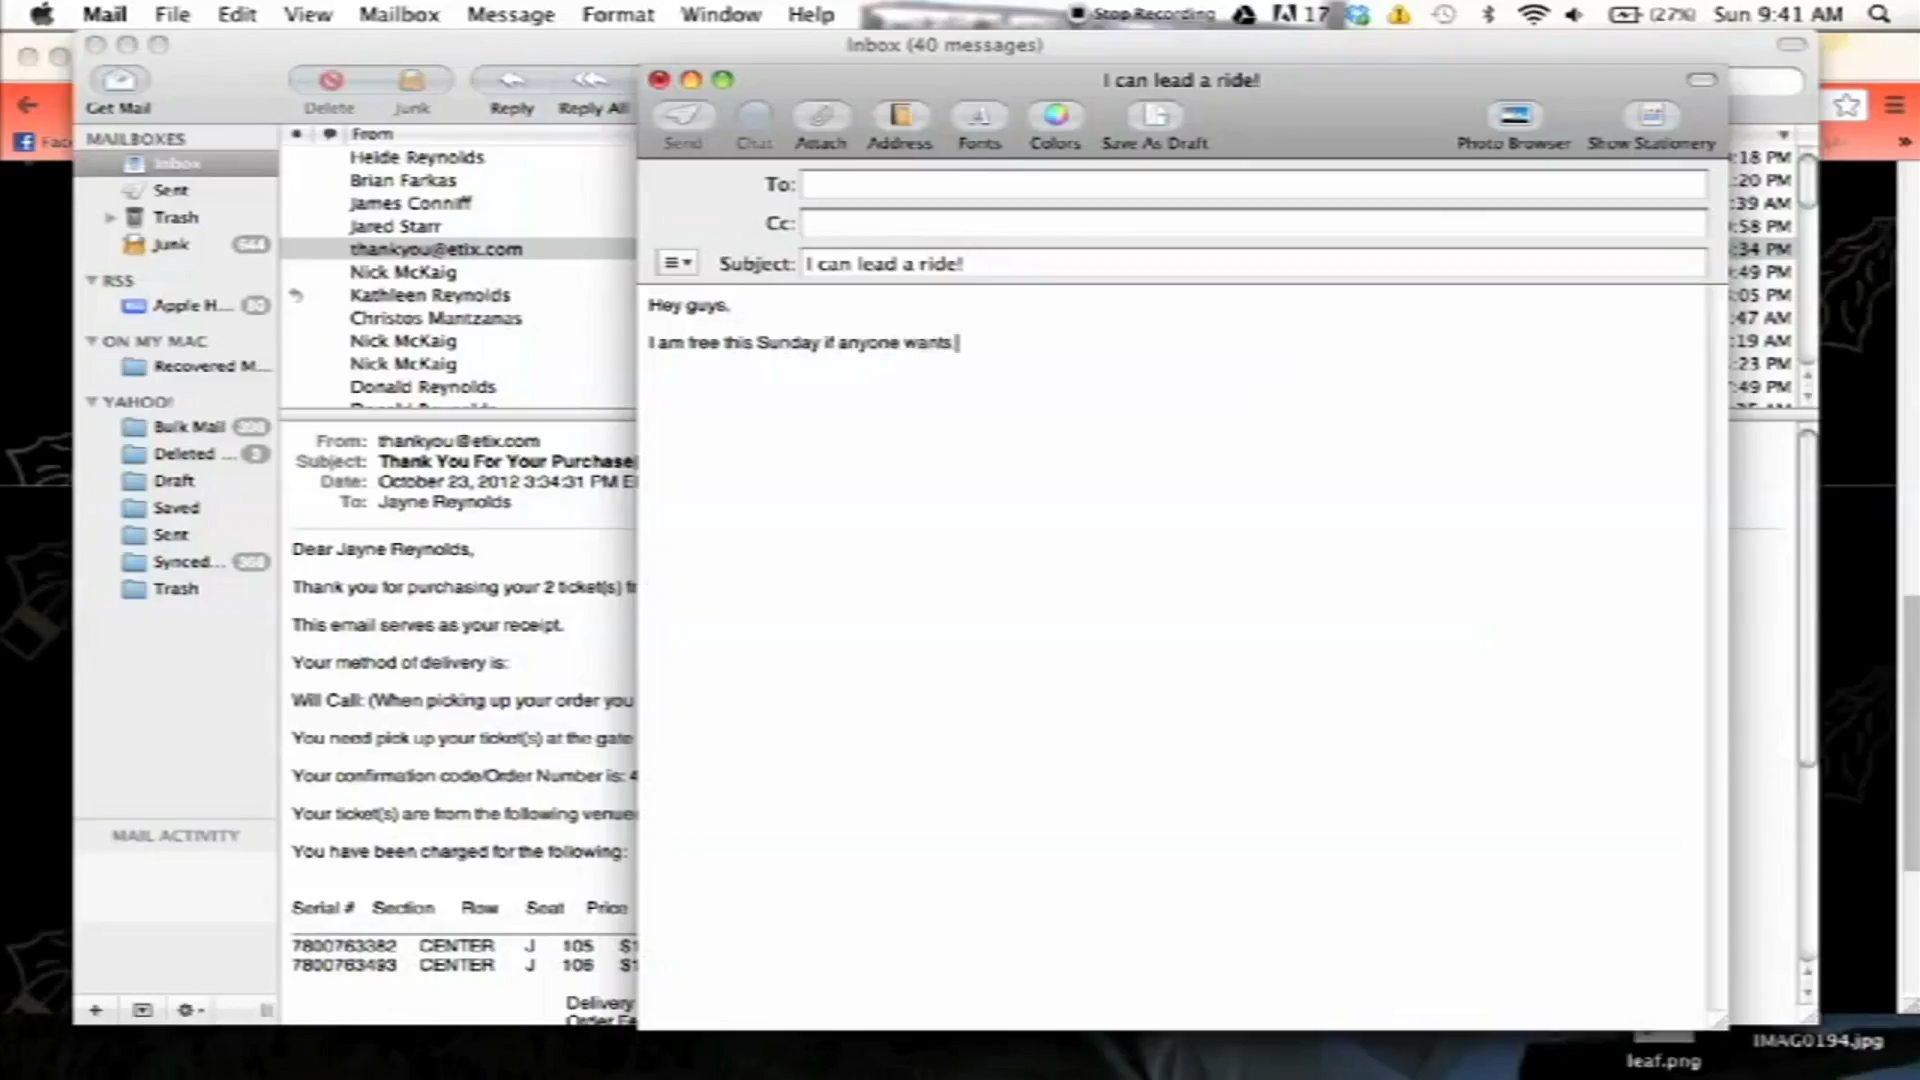 Mail File Edit View Mailbox Message Format Window Help Stop Recording 17 (27%) Sun 9:41 AM
Inbox (40 messages)
I can lead a ride!
Get Mail Delete Junk Reply Reply All
Send Chat Attach Address Fonts Colors Save As Draft Photo Browser Show Stationery
MAILBOXES
Inbox
Sent
Trash
Junk 644
RSS
Apple H...
ON MY MAC
Recovered M...
YAHOO!
Bulk Mail
Deleted ...
Draft
Saved
Sent
Synced...
Trash
MAIL ACTIVITY
From
Heide Reynolds
Brian Farkas
James Conniff
Jared Starr
thankyou@etix.com
Nick McKaig
Kathleen Reynolds
Christos Mantzanas
Nick McKaig
Nick McKaig
Donald Reynolds
:18 PM
:20 PM
:39 AM
:58 PM
:34 PM
:49 PM
:05 PM
:47 AM
:19 AM
:23 PM
:49 PM
From: thankyou@etix.com
Subject: Thank You For Your Purchase
Date: October 23, 2012 3:34:31 PM E
To: Jayne Reynolds
Dear Jayne Reynolds,
Thank you for purchasing your 2 ticket(s) f
This email serves as your receipt.
Your method of delivery is:
Will Call: (When picking up your order you
You need pick up your ticket(s) at the gate
Your confirmation code/Order Number is: 4
Your ticket(s) are from the following venue
You have been charged for the following:
Serial # Section Row Seat Price
7800763382 CENTER J 105 $1
7800763493 CENTER J 106 $1
Delivery
Order Fe
To:
Cc:
Subject: I can lead a ride!
Hey guys,
I am free this Sunday if anyone wants
leaf.png
IMAG0194.jpg